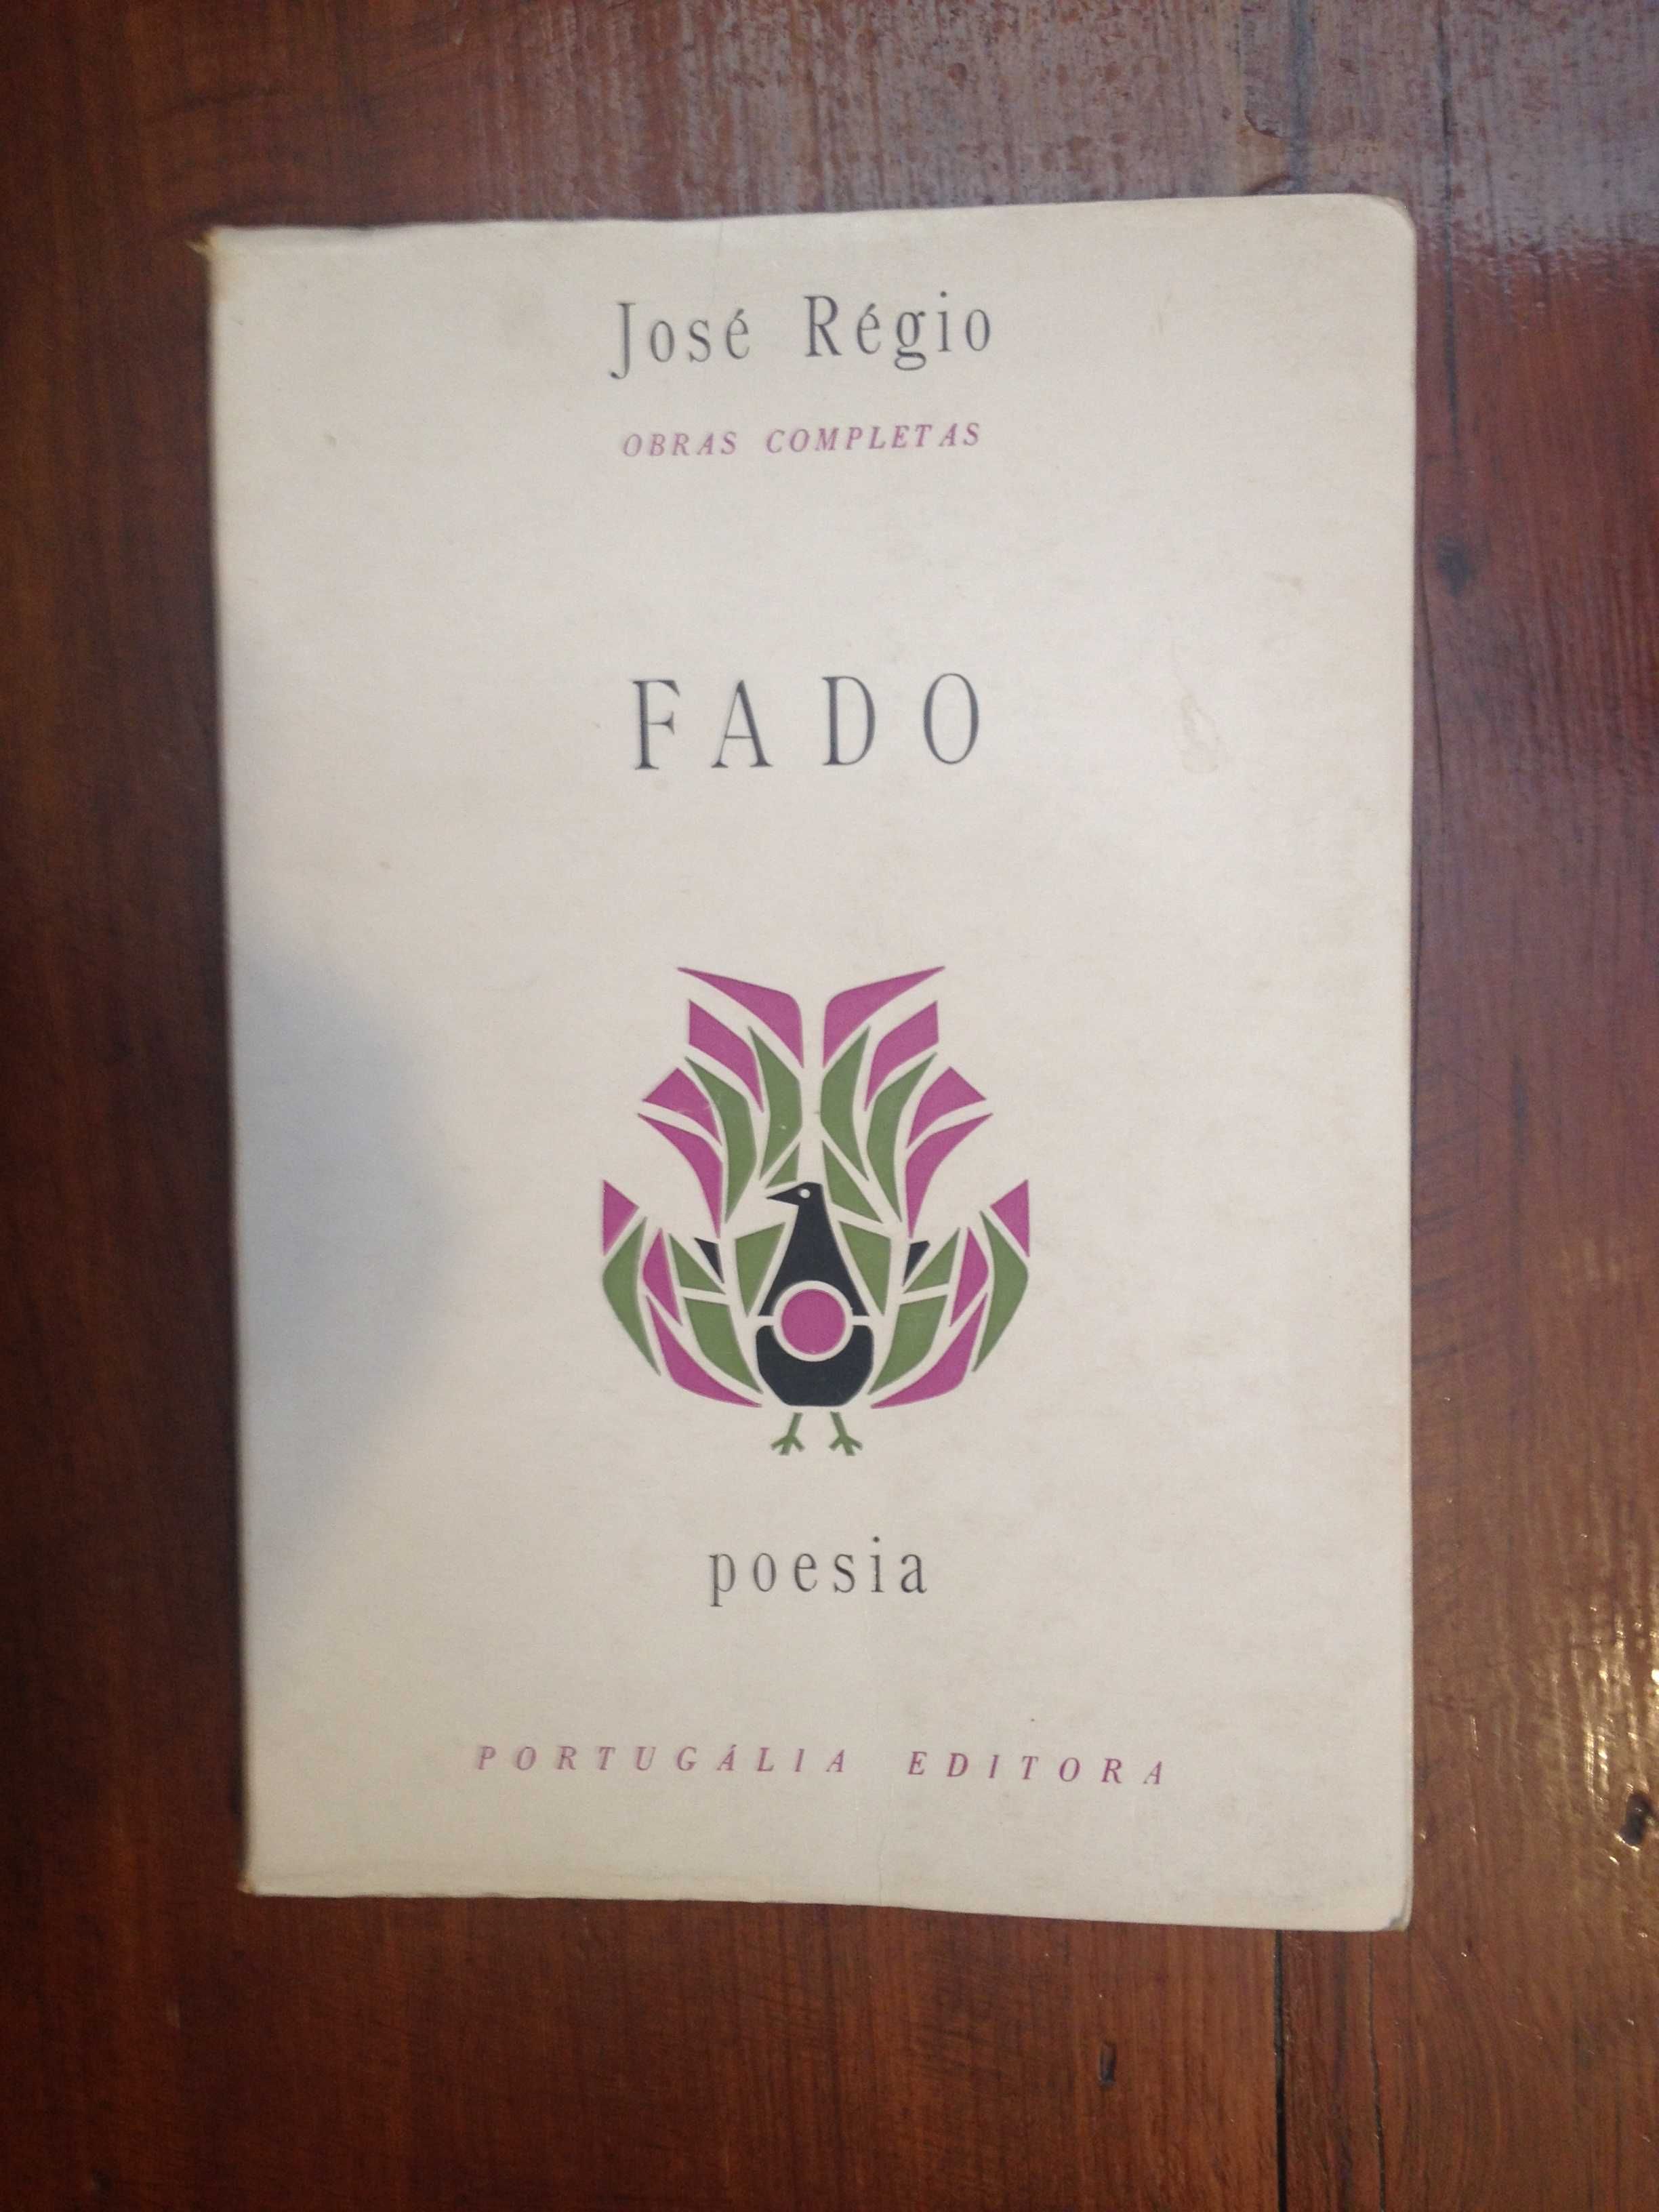 José Régio
OBRAS COMPLETAS
FADO
poesia
PORTUGÁLIA EDITORA